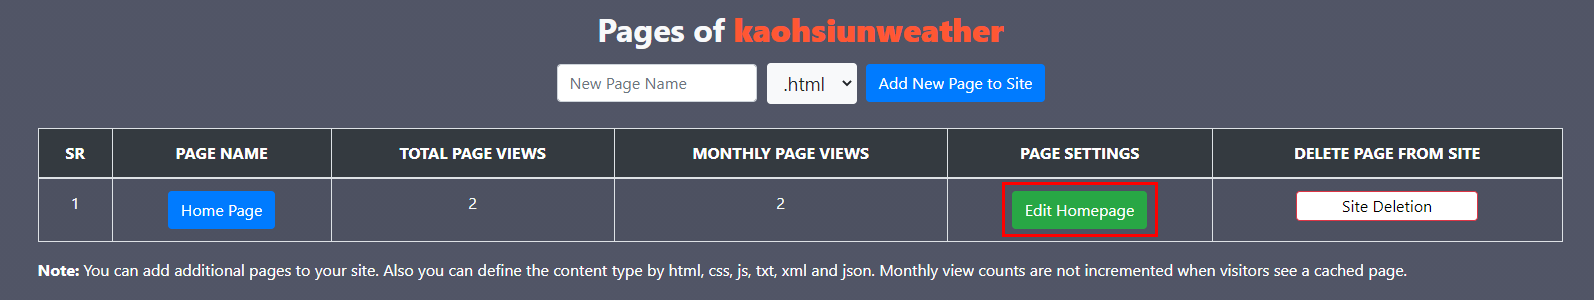 Pages of kaohsiunweather
New Page Name .html Add New Page to Site
SR PAGE NAME TOTAL PAGE VIEWS MONTHLY PAGE VIEWS PAGE SETTINGS DELETE PAGE FROM SITE
1 Home Page 2 2 Edit Homepage Site Deletion
Note: You can add additional pages to your site. Also you can define the content type by html, css, js, txt, xml and json. Monthly view counts are not incremented when visitors see a cached page.